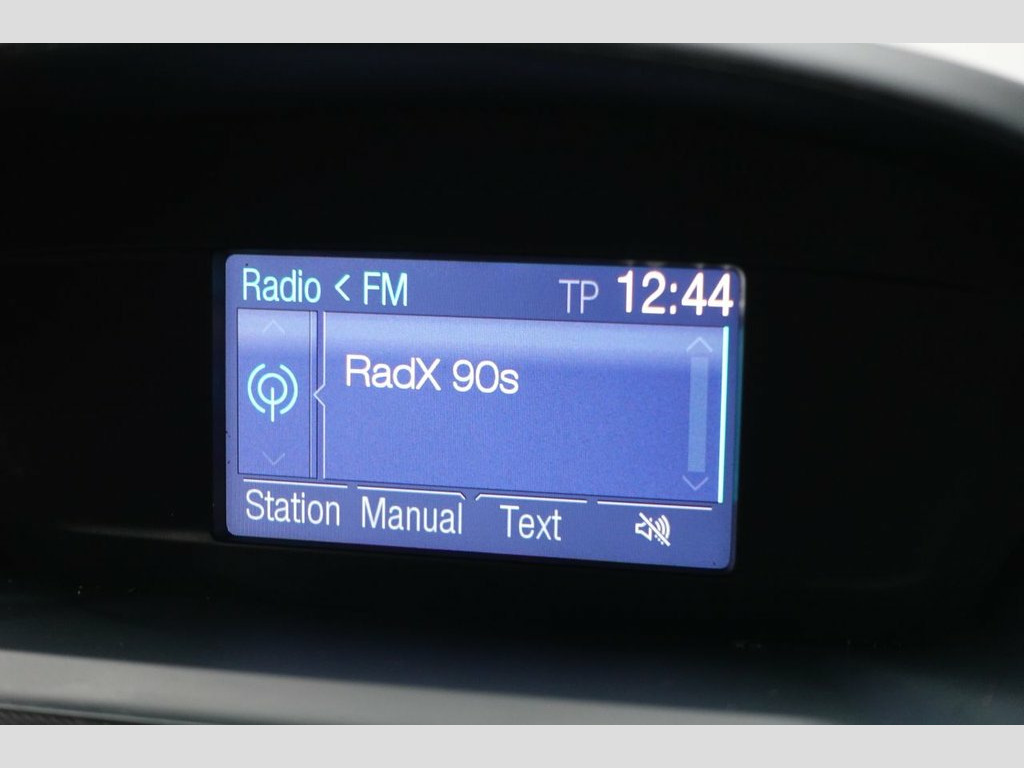 Radio < FM TP 12:44
RadX 90s
Station Manual Text